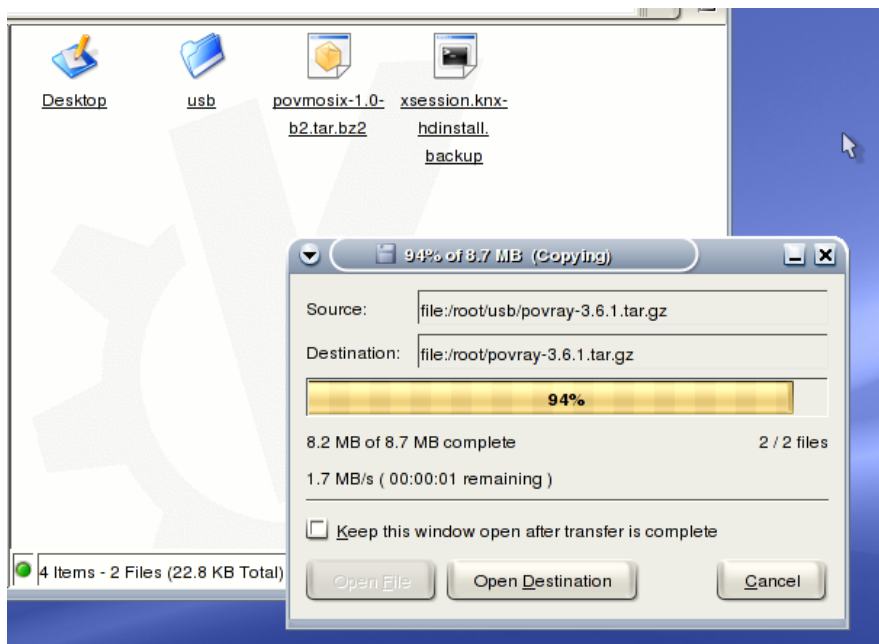 Desktop
usb
povmosix-1.0-
b2.tar.bz2
xsession.knx-
hdinstall.
backup
94% of 8.7 MB (Copying)
Source:
file:/root/usb/povray-3.6.1.tar.gz
Destination:
file:/root/povray-3.6.1.tar.gz
94%
8.2 MB of 8.7 MB complete
2 / 2 files
1.7 MB/s ( 00:00:01 remaining )
Keep this window open after transfer is complete
4 Items - 2 Files (22.8 KB Total)
Open File
Open Destination
Cancel